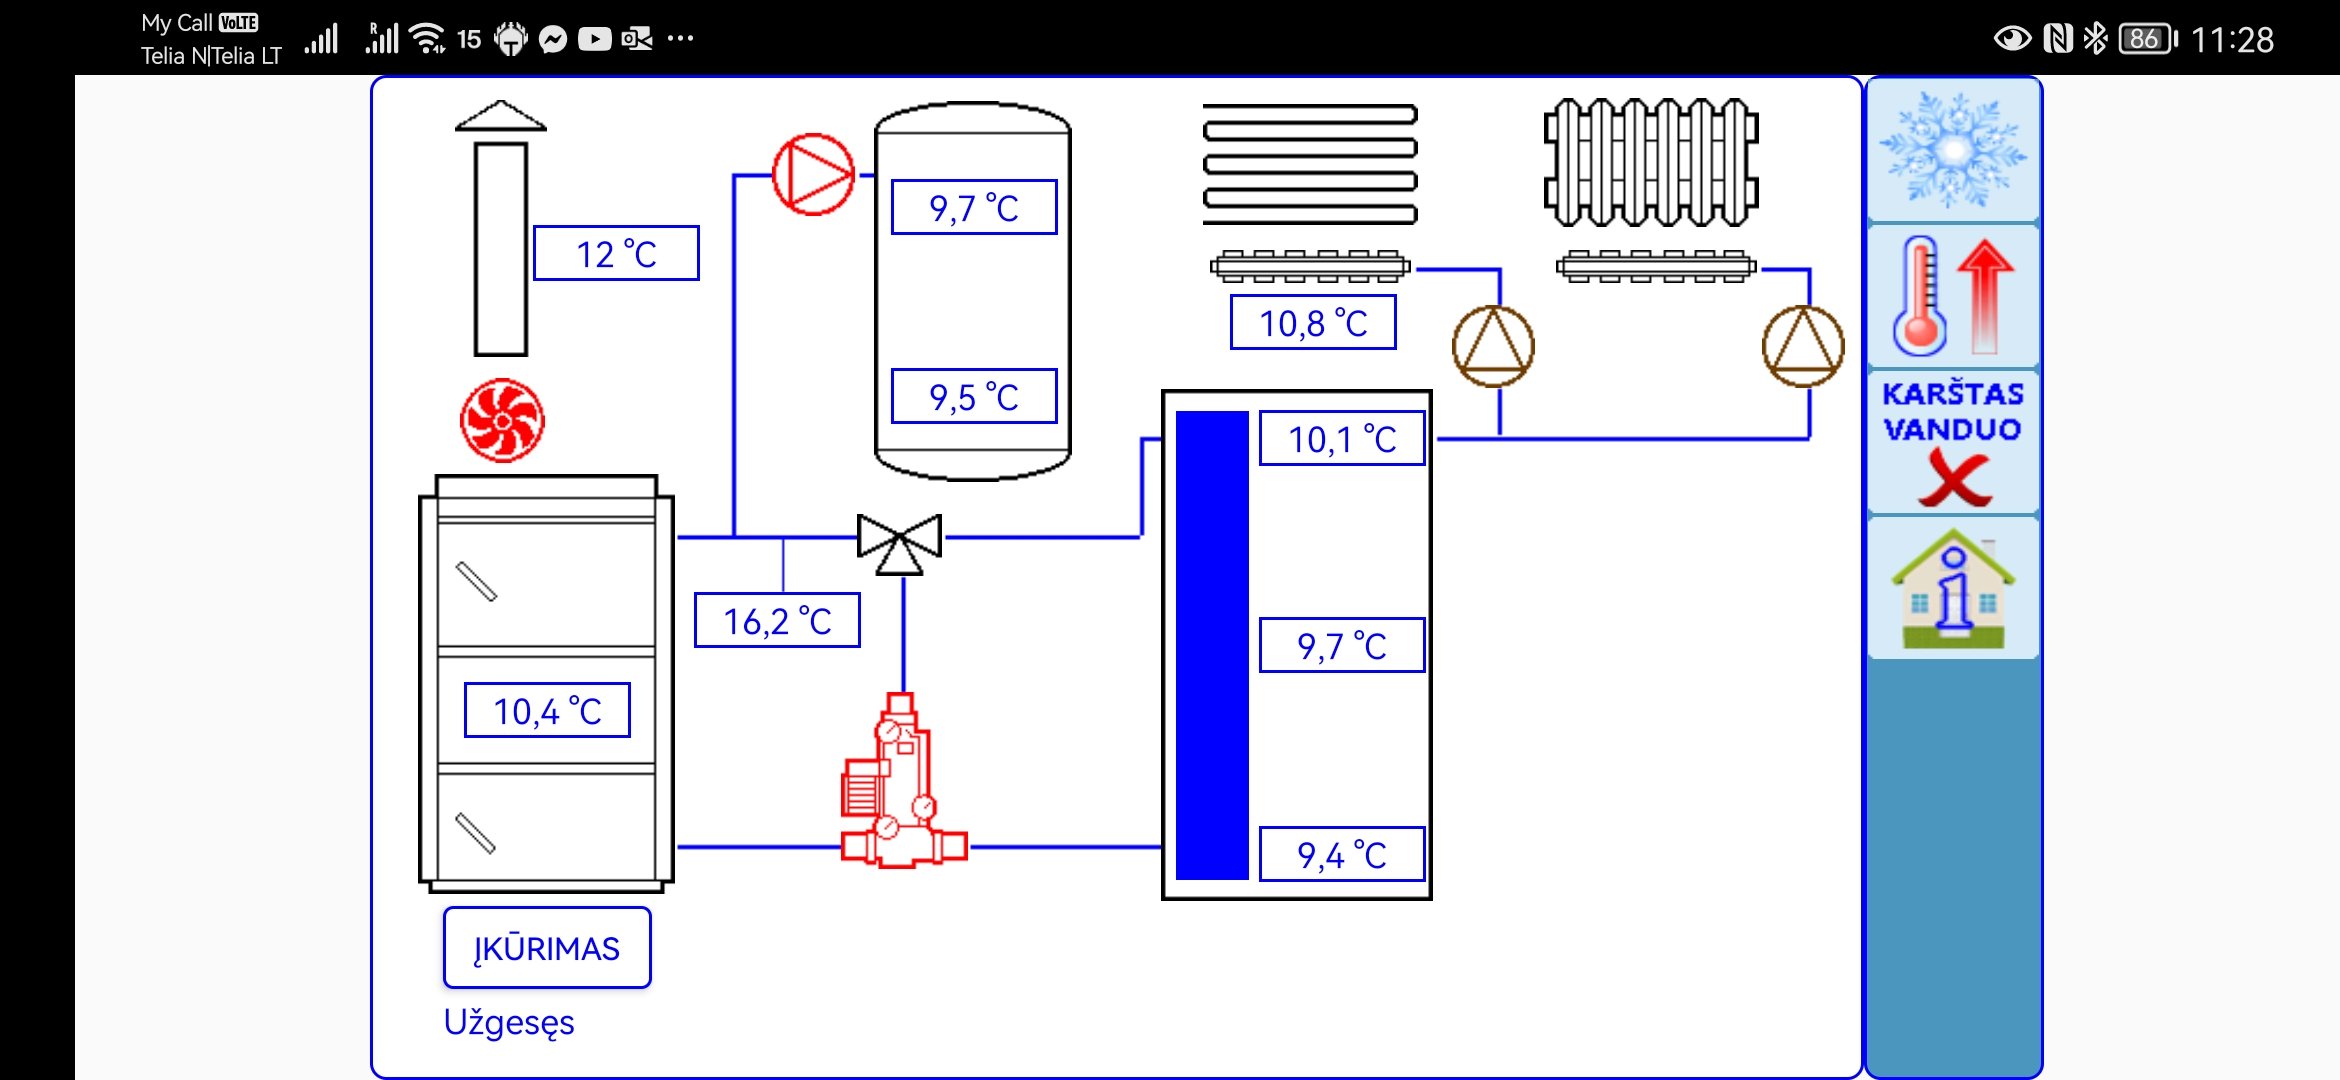 My Call VoLTE
Telia N|Telia LT
R
15
86
11:28
12 °C
9,7 °C
9,5 °C
10,8 °C
10,1 °C
16,2 °C
9,7 °C
10,4 °C
9,4 °C
ĮKŪRIMAS
Užgesęs
KARŠTAS
VANDUO
i